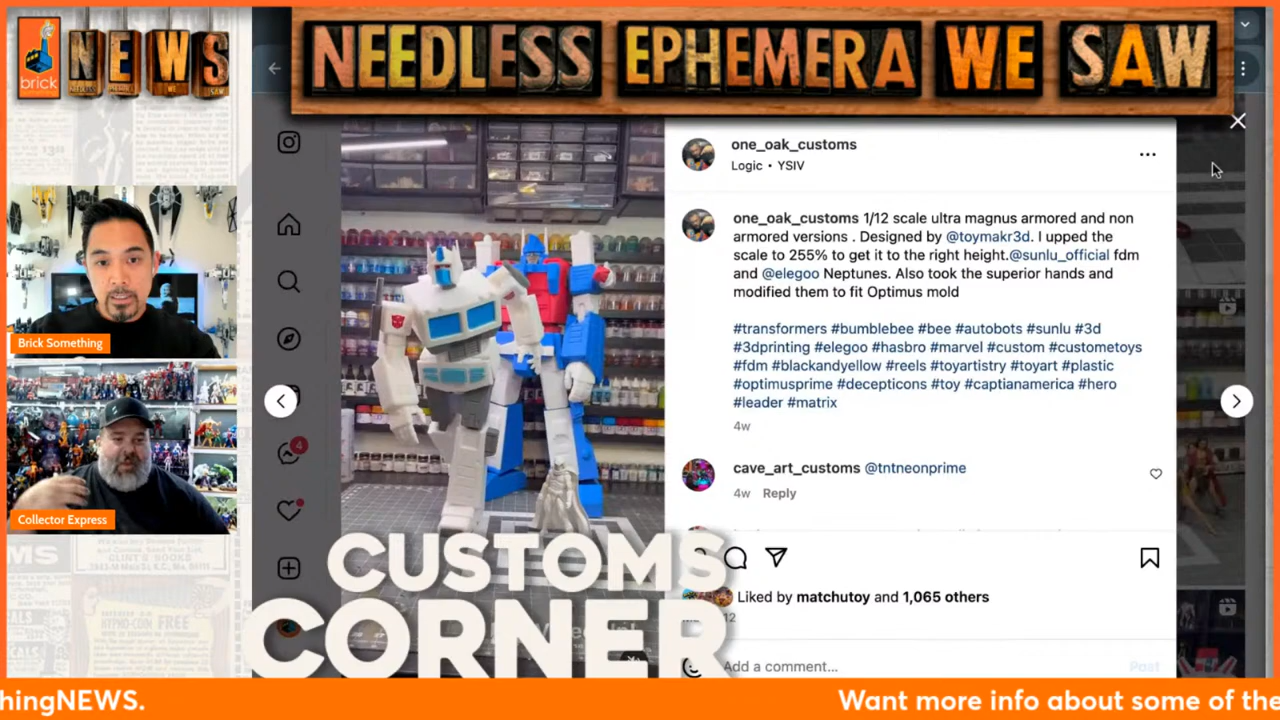 brick
NEWS
NEEDLESS EPHEMERA WE SAW
one_oak_customs
Logic • YSIV
one_oak_customs 1/12 scale ultra magnus armored and non
armored versions . Designed by @toymakr3d. I upped the
scale to 255% to get it to the right height.@sunlu_official fdm
and @elegoo Neptunes. Also took the superior hands and
modified them to fit Optimus mold
#transformers #bumblebee #bee #autobots #sunlu #3d
#3dprinting #elegoo #hasbro #marvel #custom #custometoys
#fdm #blackandyellow #reels #toyartistry #toyart #plastic
#optimusprime #decepticons #toy #captianamerica #hero
#leader #matrix
4w
cave_art_customs @tntneonprime
4w Reply
Liked by matchutoy and 1,065 others
Add a comment...
Post
4
Brick Something
Collector Express
CUSTOMS
CORNER
HYPNO-COIN FREE
hingNEWS.
Want more info about some of the